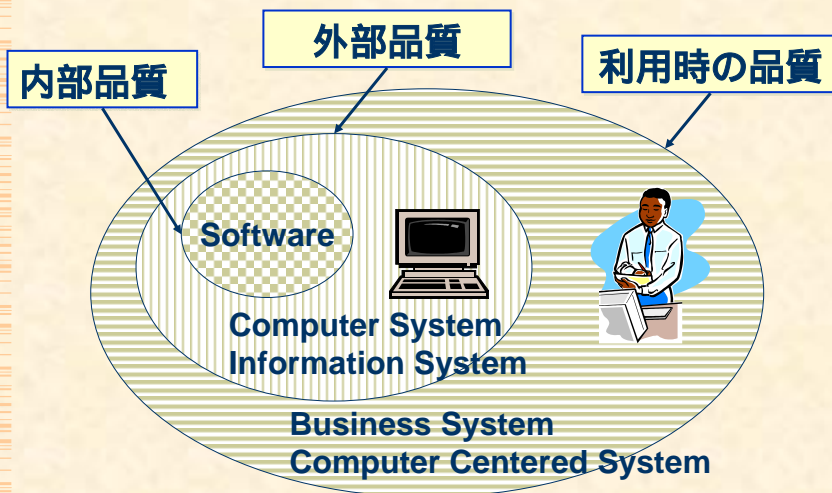 外部品質
内部品質
利用時の品質
Software
Computer System
Information System
Business System
Computer Centered System